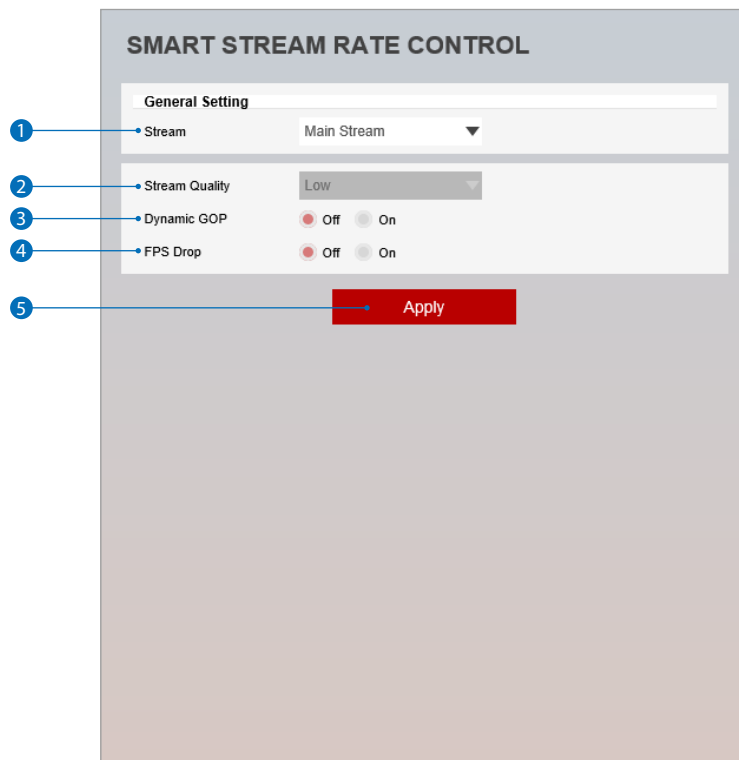 SMART STREAM RATE CONTROL
General Setting
1 Stream Main Stream
2 Stream Quality Low
3 Dynamic GOP Off On
4 FPS Drop Off On
5 Apply